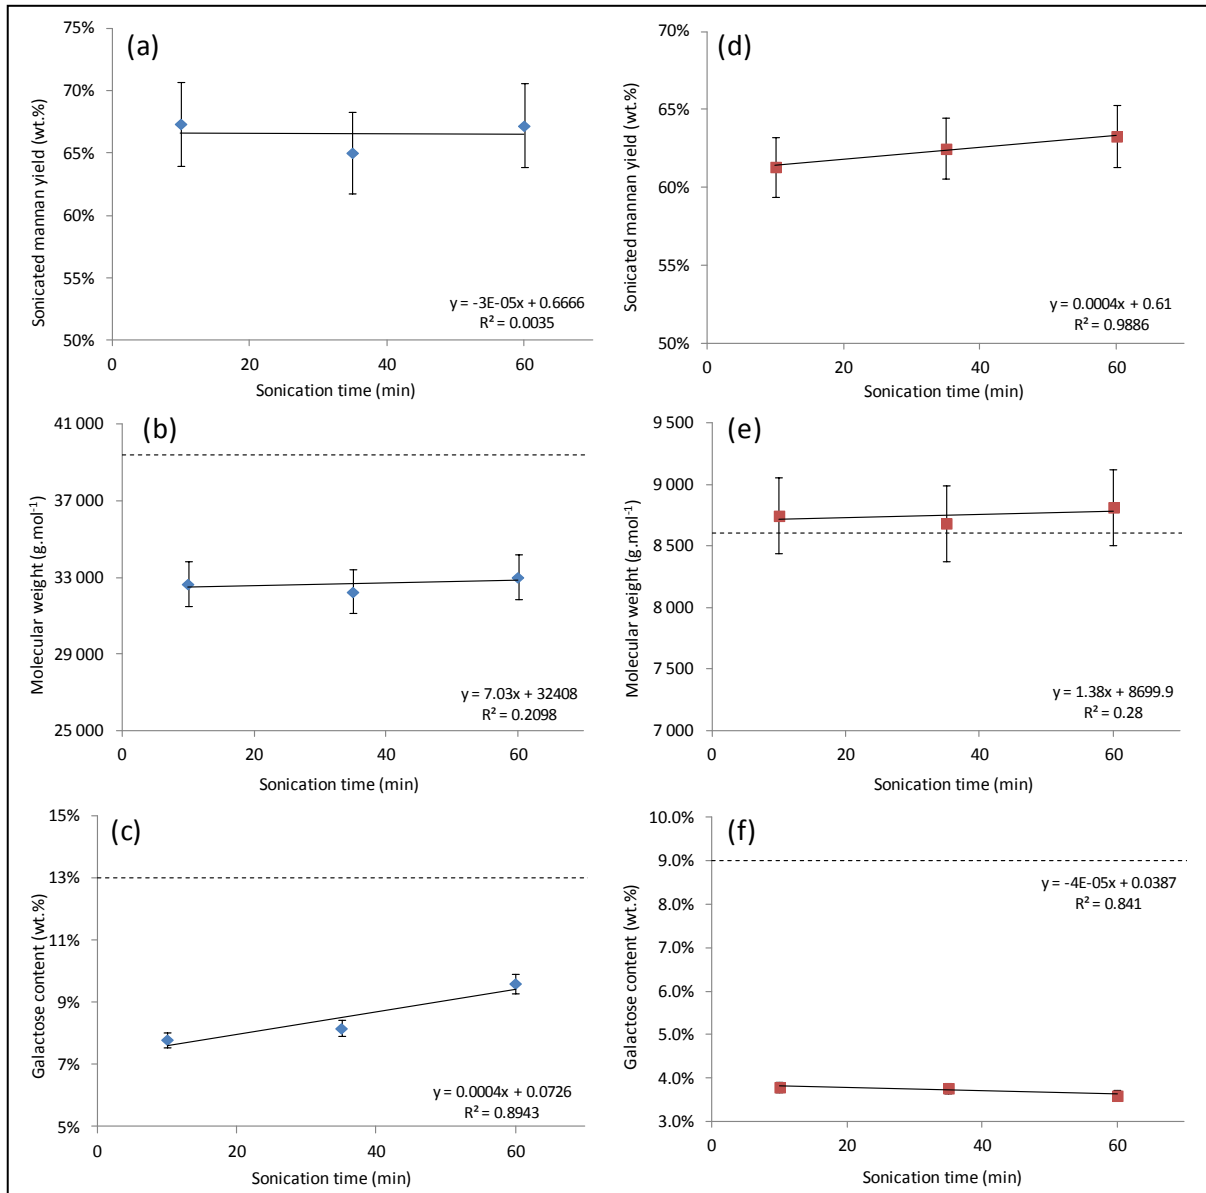 (a)
Sonicated mannan yield (wt.%)
75%
70%
65%
60%
55%
50%
y = -3E-05x + 0.6666
R² = 0.0035
0 20 40 60
Sonication time (min)
(d)
Sonicated mannan yield (wt.%)
70%
65%
60%
55%
50%
y = 0.0004x + 0.61
R² = 0.9886
0 20 40 60
Sonication time (min)
(b)
Molecular weight (g.mol-1)
41 000
37 000
33 000
29 000
25 000
y = 7.03x + 32408
R² = 0.2098
0 20 40 60
Sonication time (min)
(e)
Molecular weight (g.mol-1)
9 500
9 000
8 500
8 000
7 500
7 000
y = 1.38x + 8699.9
R² = 0.28
0 20 40 60
Sonication time (min)
(c)
Galactose content (wt.%)
15%
13%
11%
9%
7%
5%
y = 0.0004x + 0.0726
R² = 0.8943
0 20 40 60
Sonication time (min)
(f)
Galactose content (wt.%)
10.0%
9.0%
8.0%
7.0%
6.0%
5.0%
4.0%
3.0%
y = -4E-05x + 0.0387
R² = 0.841
0 20 40 60
Sonication time (min)